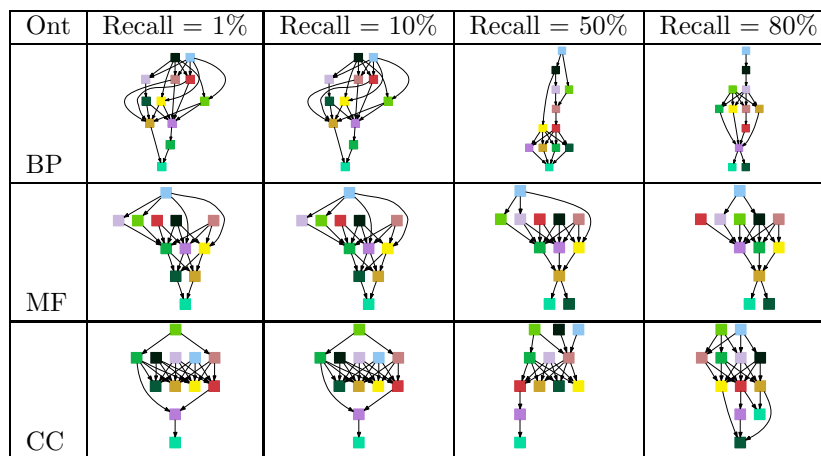 Ont Recall = 1% Recall = 10% Recall = 50% Recall = 80%
BP
MF
CC